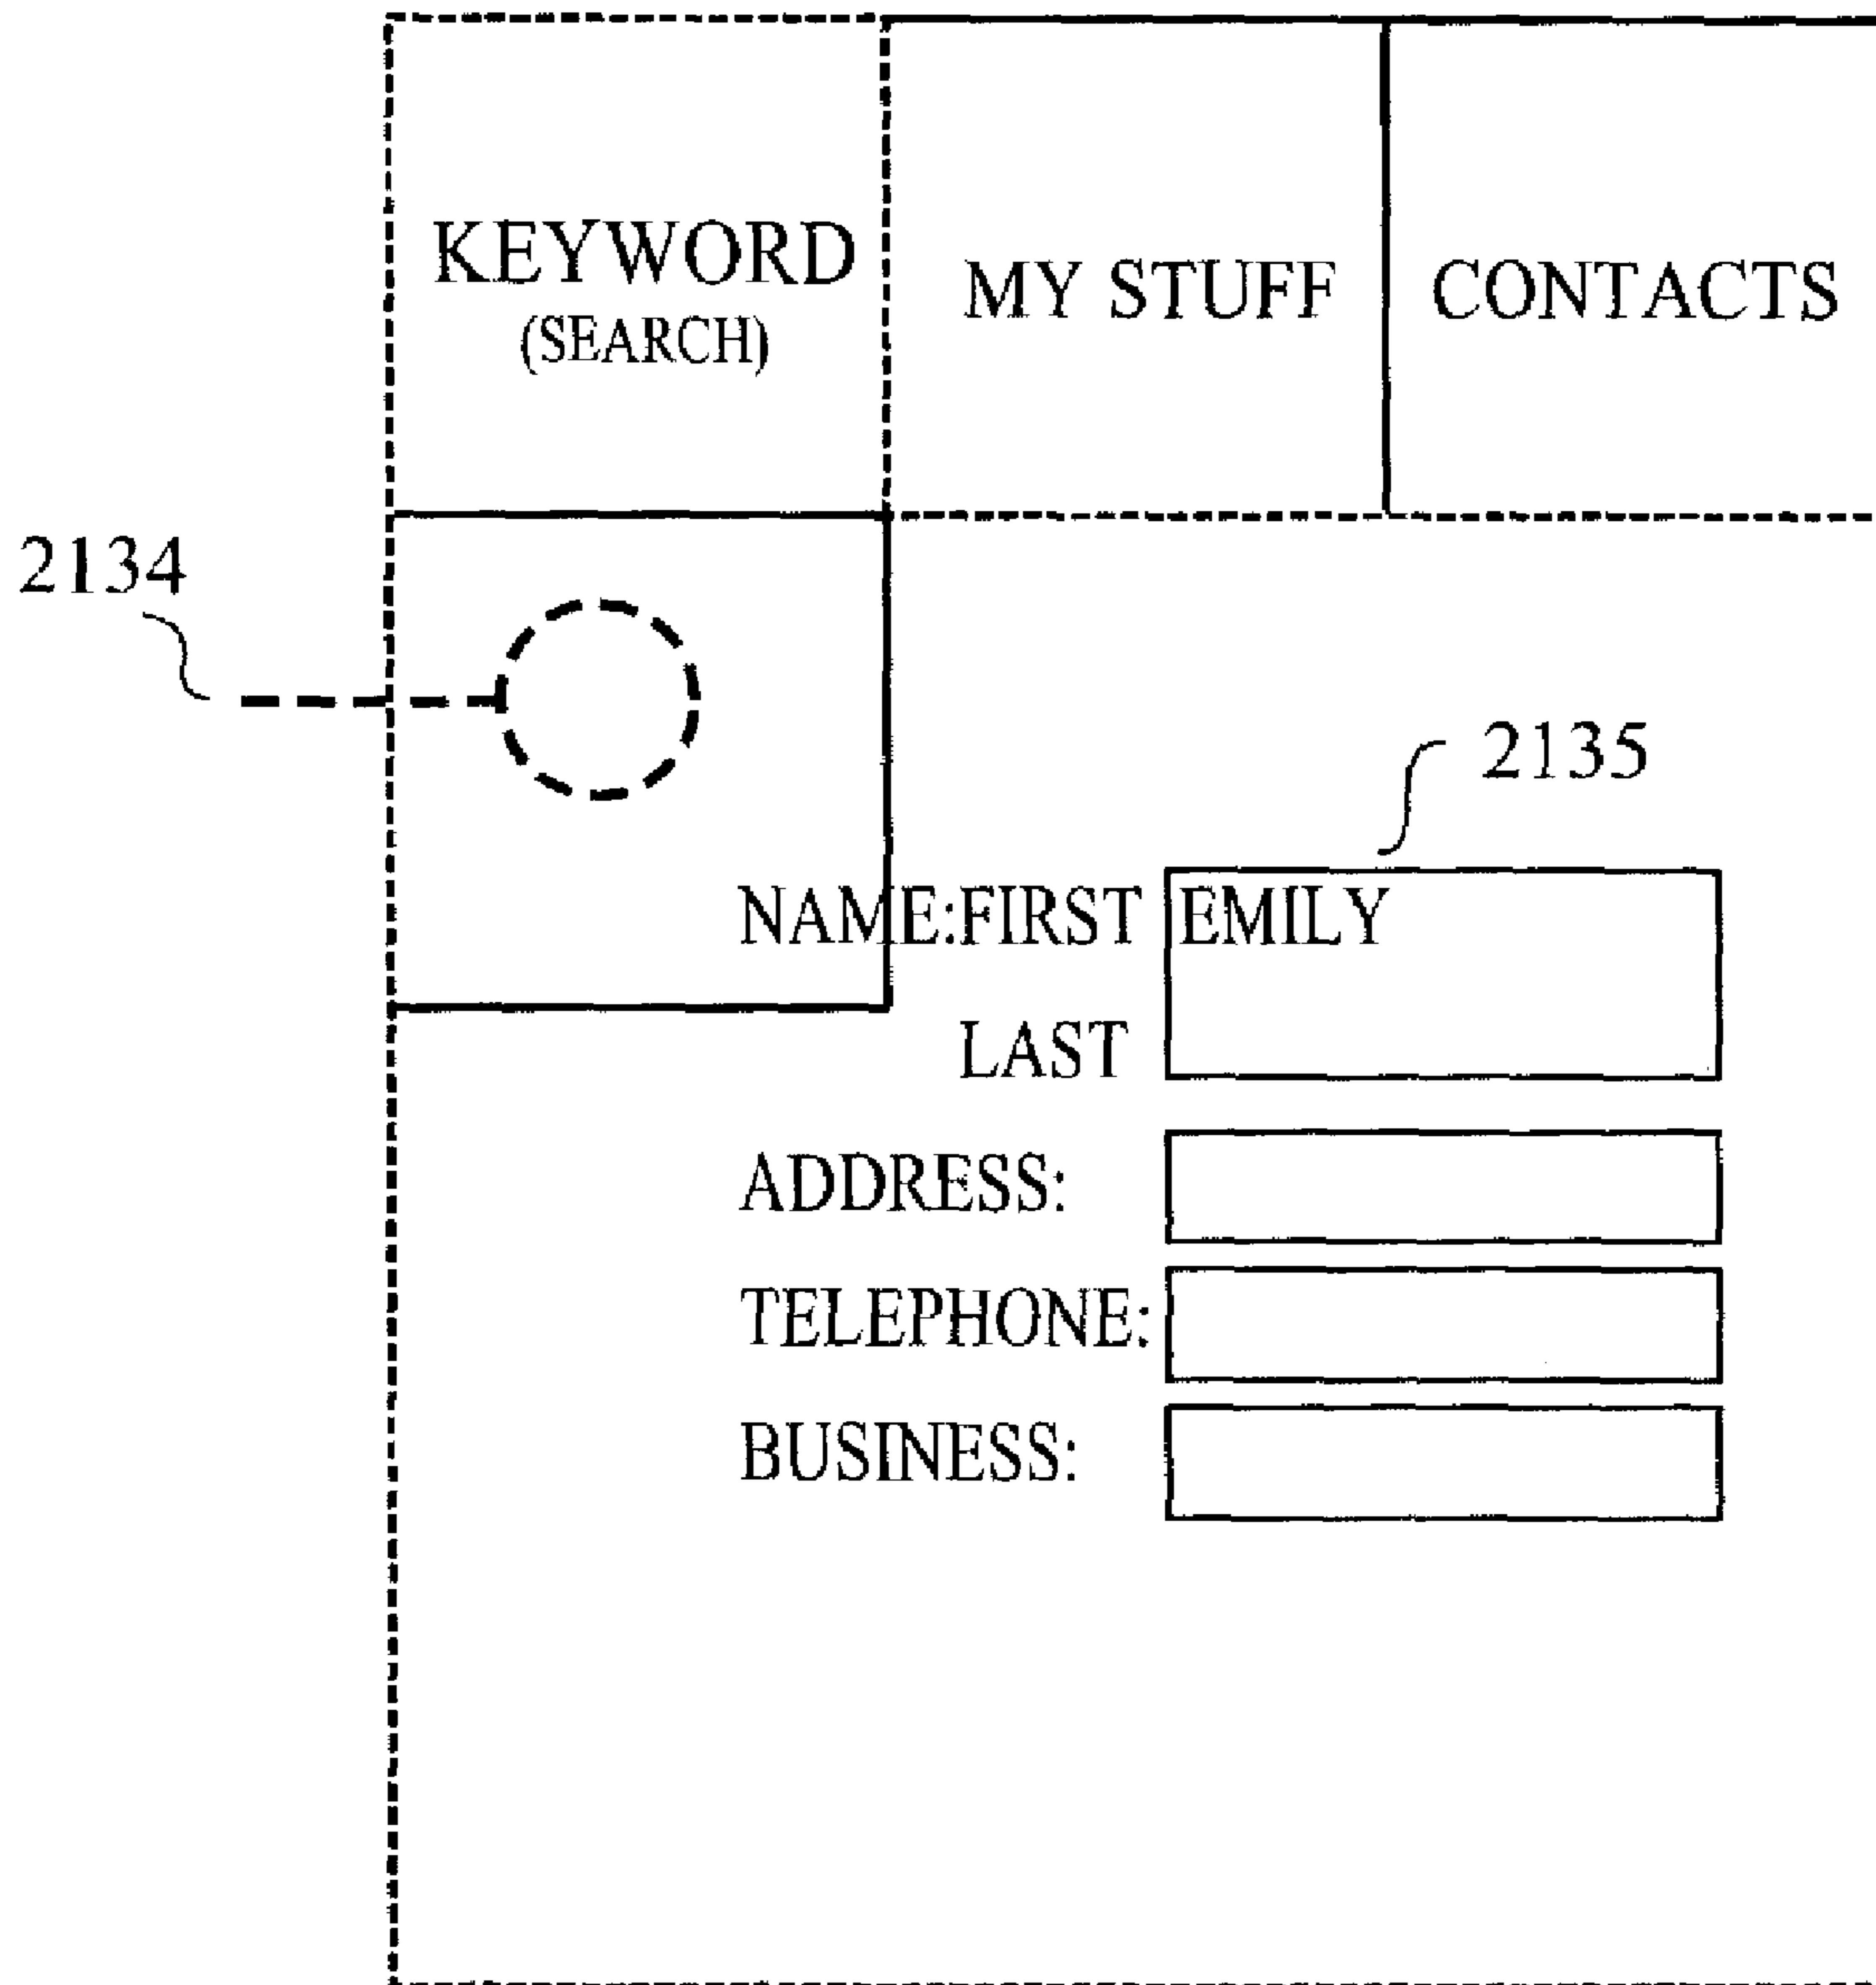 KEYWORD
(SEARCH)
MY STUFF
CONTACTS
2134
2135
NAME:FIRST EMILY
LAST
ADDRESS:
TELEPHONE:
BUSINESS: